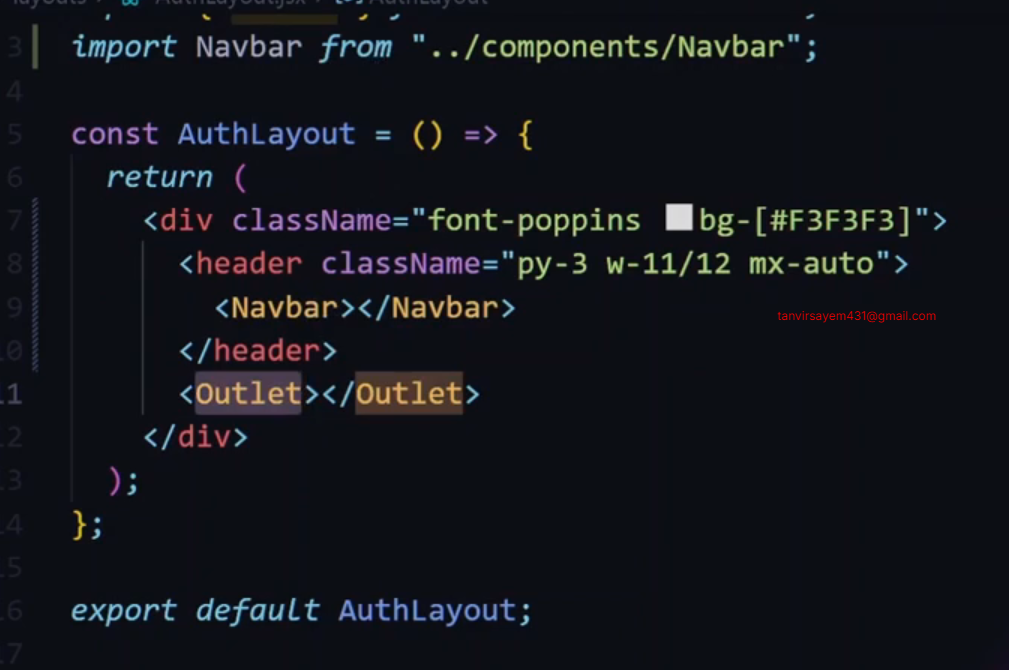 layouts > AuthLayout.jsx > AuthLayout
3 import Navbar from "../components/Navbar";
4
5 const AuthLayout = () => {
6 return (
7 <div className="font-poppins bg-[#F3F3F3]">
8 <header className="py-3 w-11/12 mx-auto">
9 <Navbar></Navbar>
tanvirsayem431@gmail.com
10 </header>
11 <Outlet></Outlet>
12 </div>
13 );
14 };
15
16 export default AuthLayout;
17